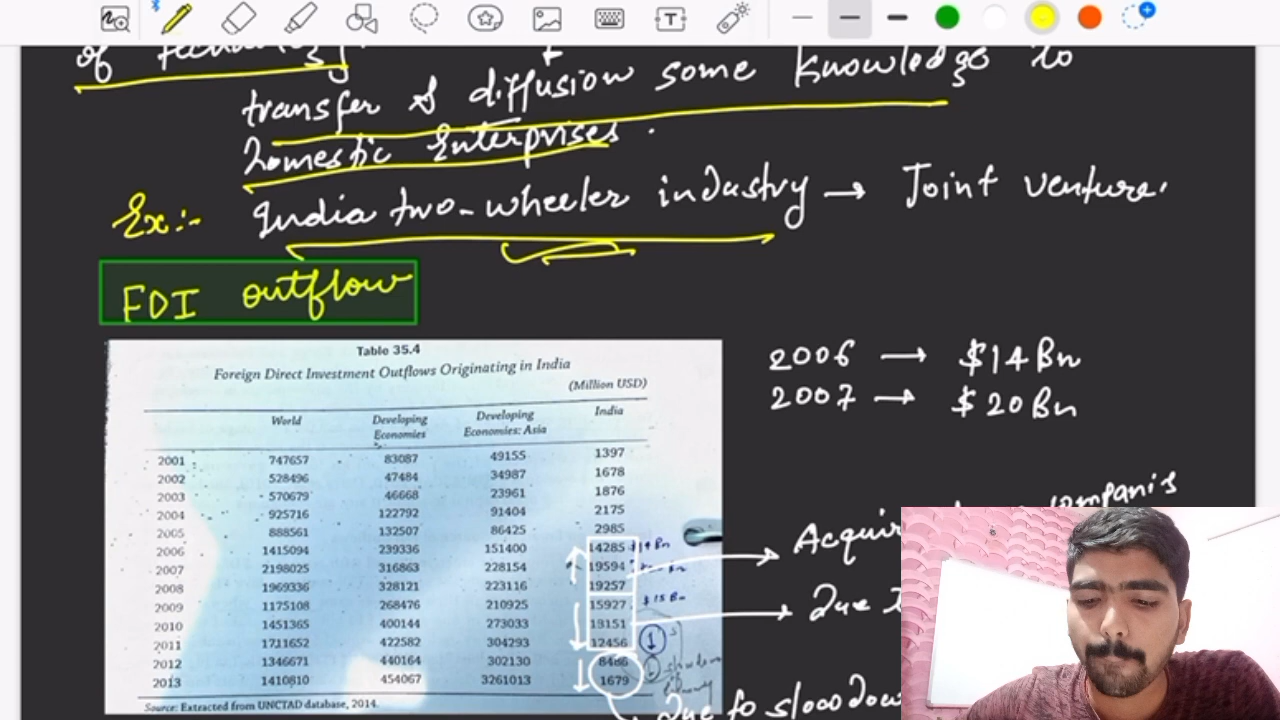 of
transfer & diffusion some knowledge to
Domestic Enterprises.
Ex:- India two-wheeler industry → Joint venture.
FDI outflow
Table 35.4
Foreign Direct Investment Outflows Originating in India
(Million USD)
World Developing Economies Developing Economies: Asia India
2001 747657 83087 49155 1397
2002 528496 47484 34987 1678
2003 570679 46668 23961 1876
2004 925716 122792 91404 2175
2005 888561 132507 86425 2985
2006 1415094 239336 151400 14285 $14 Bn
2007 2198025 316863 228154 19594
2008 1969336 328121 223116 19257
2009 1175108 268476 210925 15927 $15 Bn
2010 1451365 400144 273033 13151
2011 1711652 422582 304293 12456
2012 1346671 440164 302130 8486
2013 1410810 454067 3261013 1679
Source: Extracted from UNCTAD database, 2014.
2006 → $14 Bn
2007 → $20 Bn
companis
Due
Due to